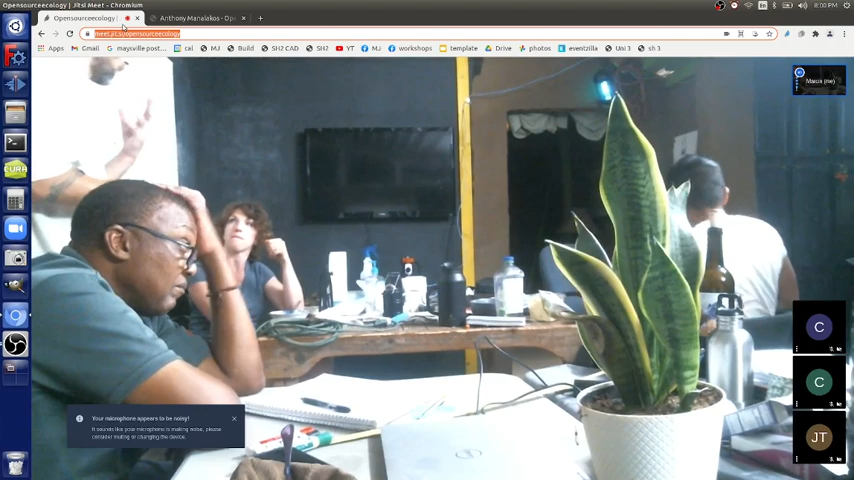 Opensourceecology | Jitsi Meet - Chromium
8:00 PM
Opensourceecology |
Anthony Manalakos - Ope
meet.jit.si/opensourceecology
Apps
Gmail
maysville post...
cal
MJ
Build
SH2 CAD
SH2
YT
MJ
workshops
template
Drive
eventzilla
Uni 3
sh 3
CURA
Marcin (me)
C
C
JT
Your microphone appears to be noisy!
It sounds like your microphone is making noise, please
consider muting or changing the device.
DELL